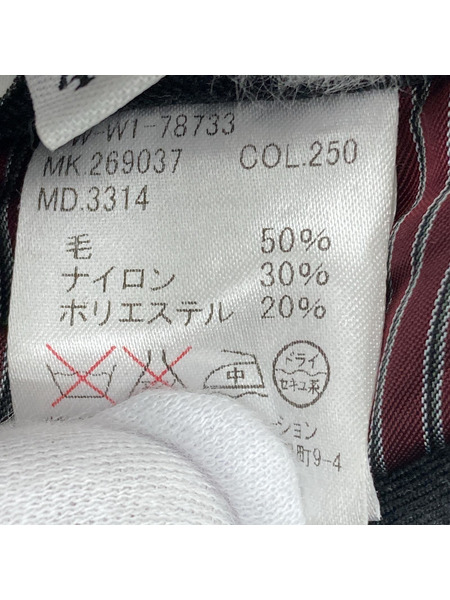 W-W1-78733
MK.269037 COL.250
MD.3314
毛 50%
ナイロン 30%
ポリエステル 20%
中
ドライ
セキユ系
ーション
町9-4